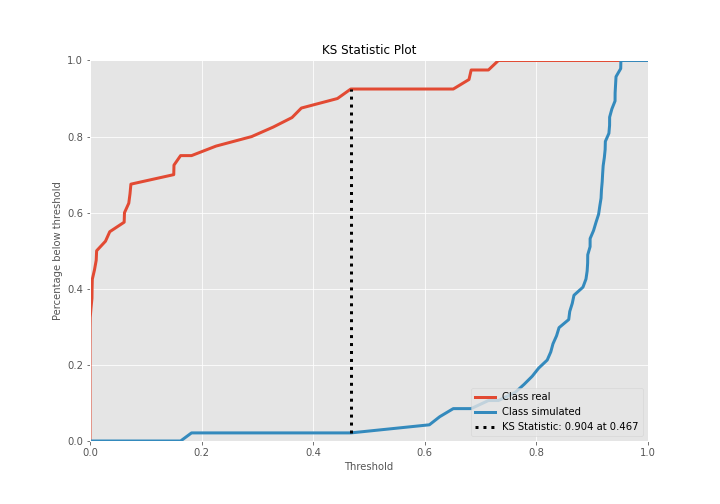 KS Statistic Plot
1.0
0.8
0.6
0.4
0.2
0.0
Percentage below threshold
0.0 0.2 0.4 0.6 0.8 1.0
Threshold
Class real
Class simulated
KS Statistic: 0.904 at 0.467